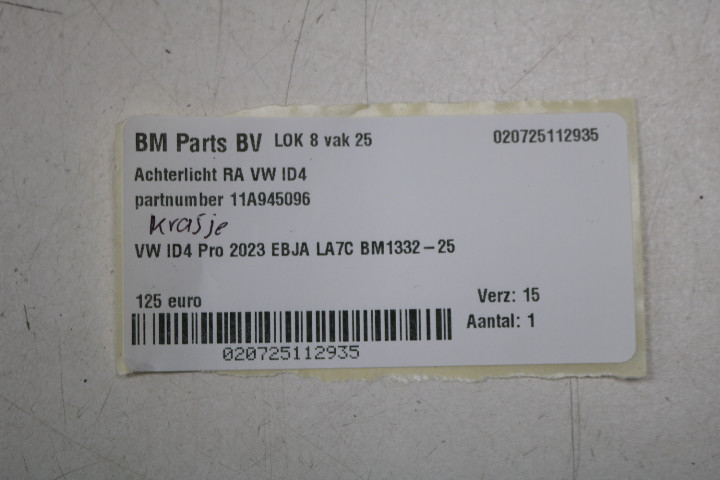 BM Parts BV LOK 8 vak 25 020725112935
Achterlicht RA VW ID4
partnumber 11A945096
krasje
VW ID4 Pro 2023 EBJA LA7C BM1332-25
125 euro Verz: 15
Aantal: 1
020725112935